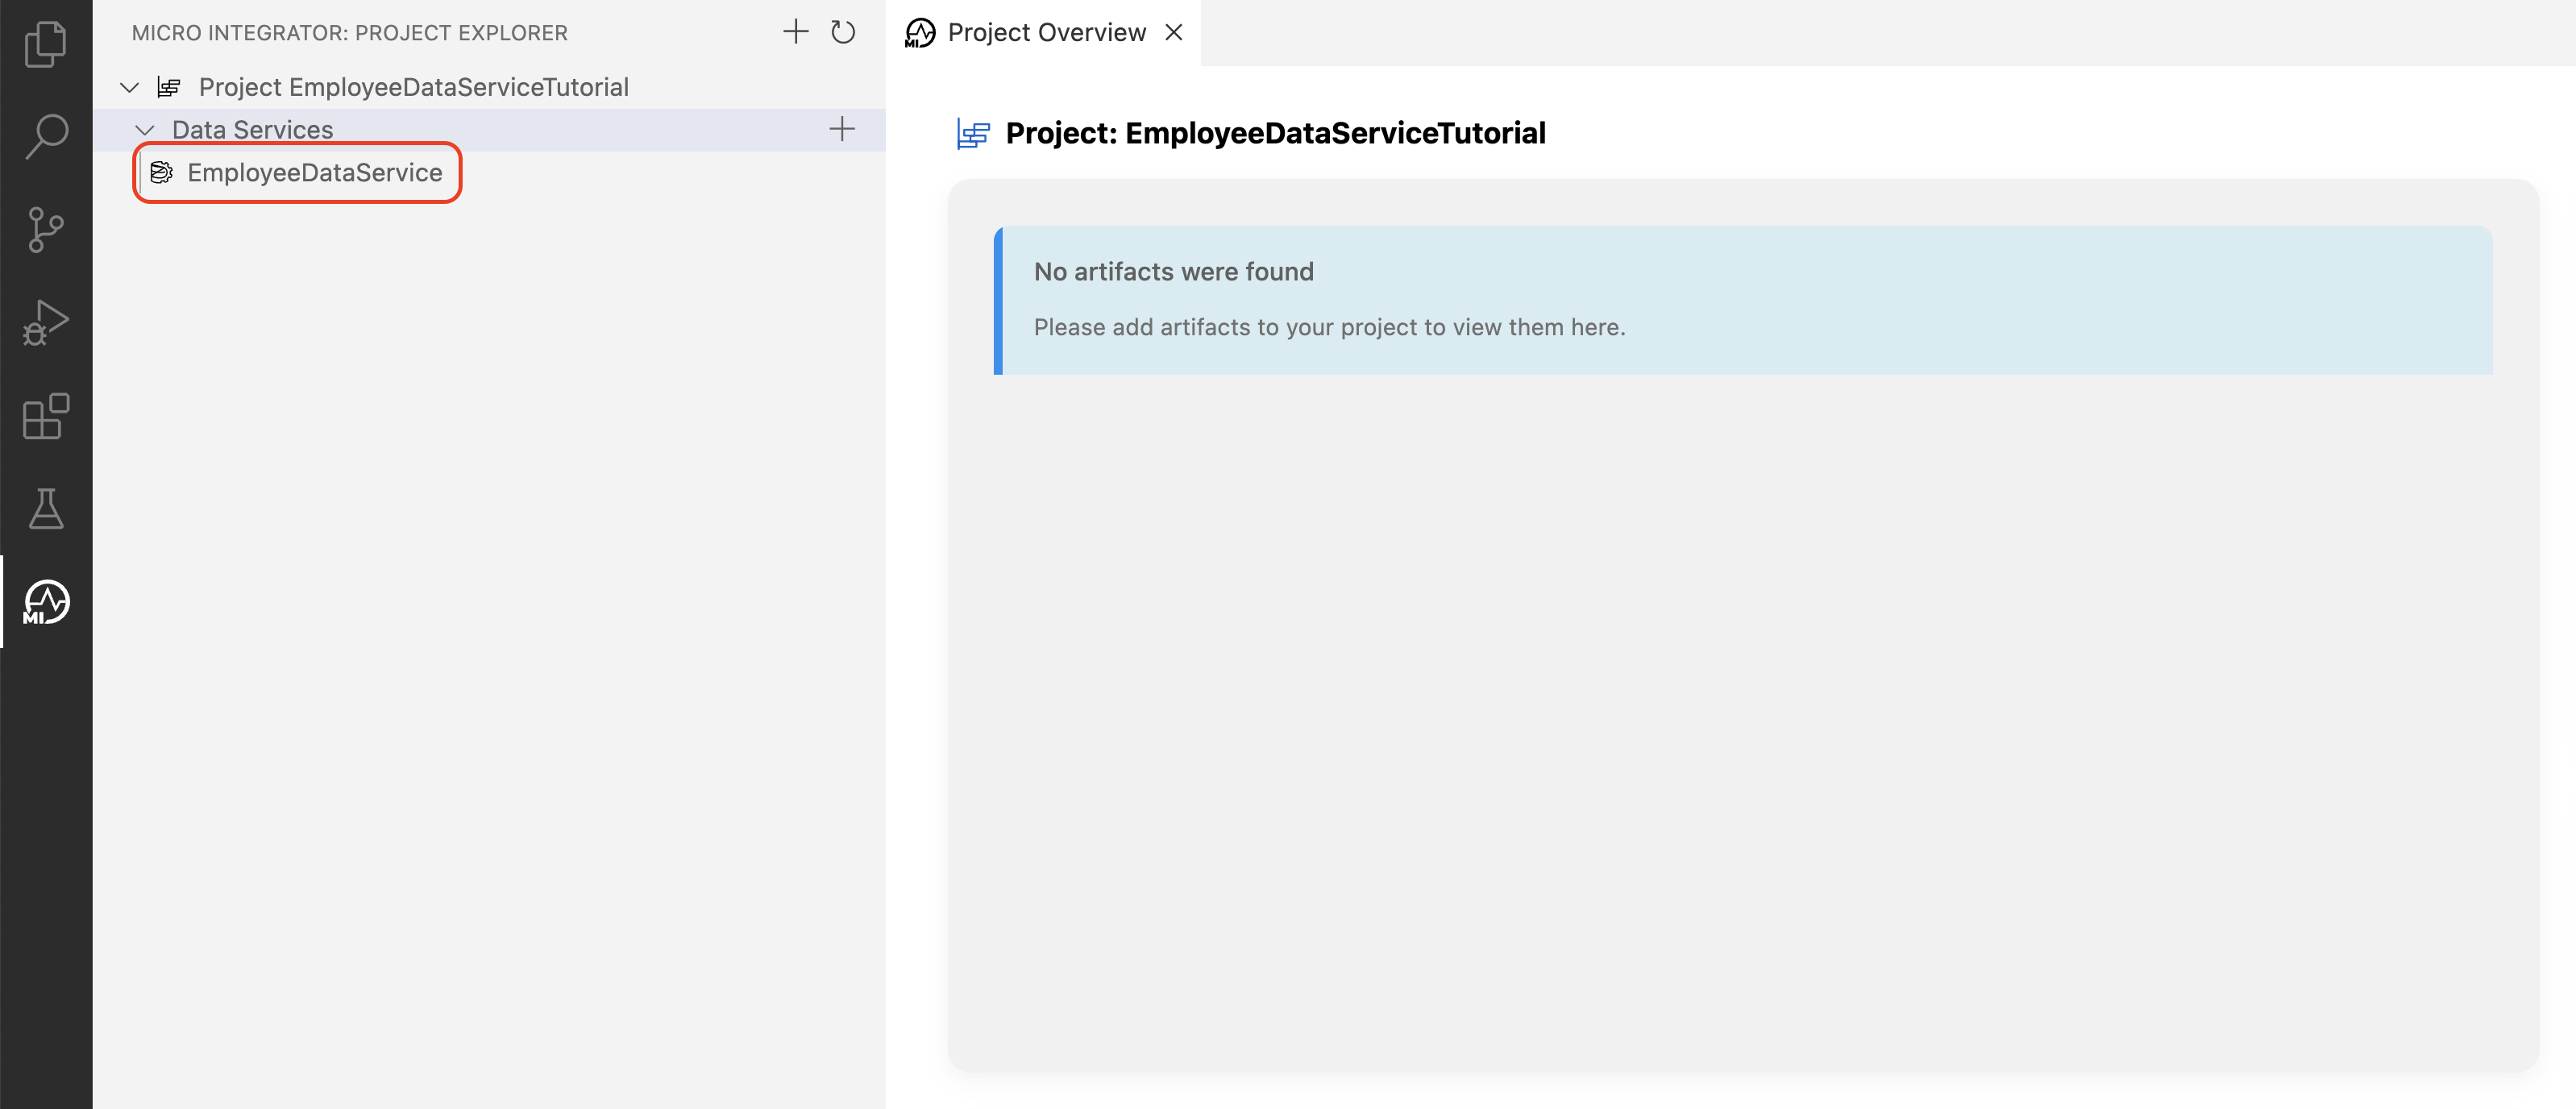 MICRO INTEGRATOR: PROJECT EXPLORER
Project EmployeeDataServiceTutorial
Data Services
EmployeeDataService
MI
MI Project Overview
Project: EmployeeDataServiceTutorial
No artifacts were found
Please add artifacts to your project to view them here.